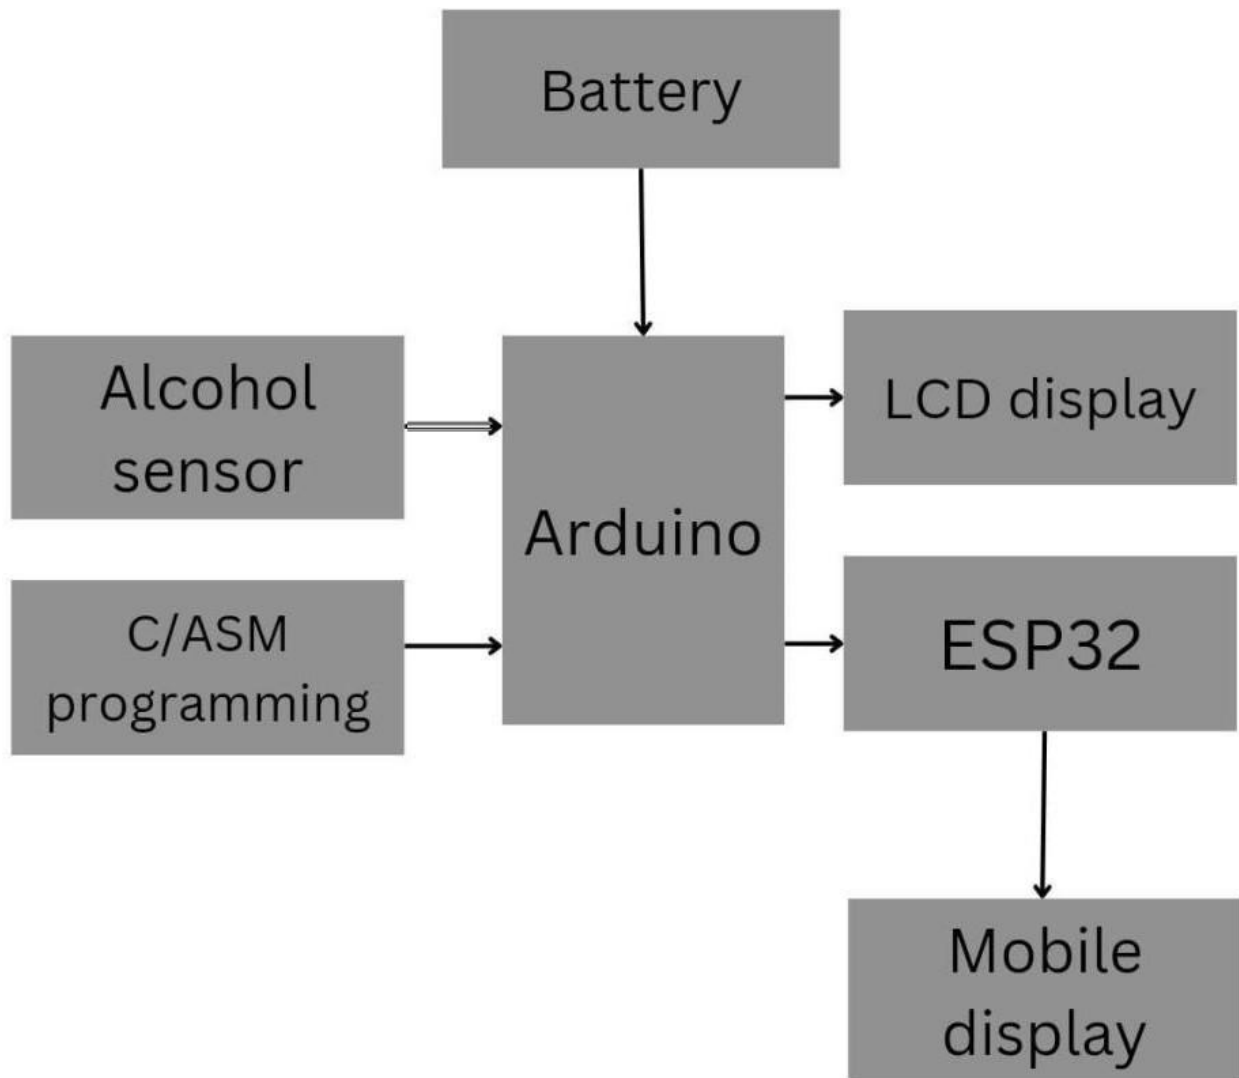 Battery
Alcohol
sensor
C/ASM
programming
Arduino
LCD display
ESP32
Mobile
display